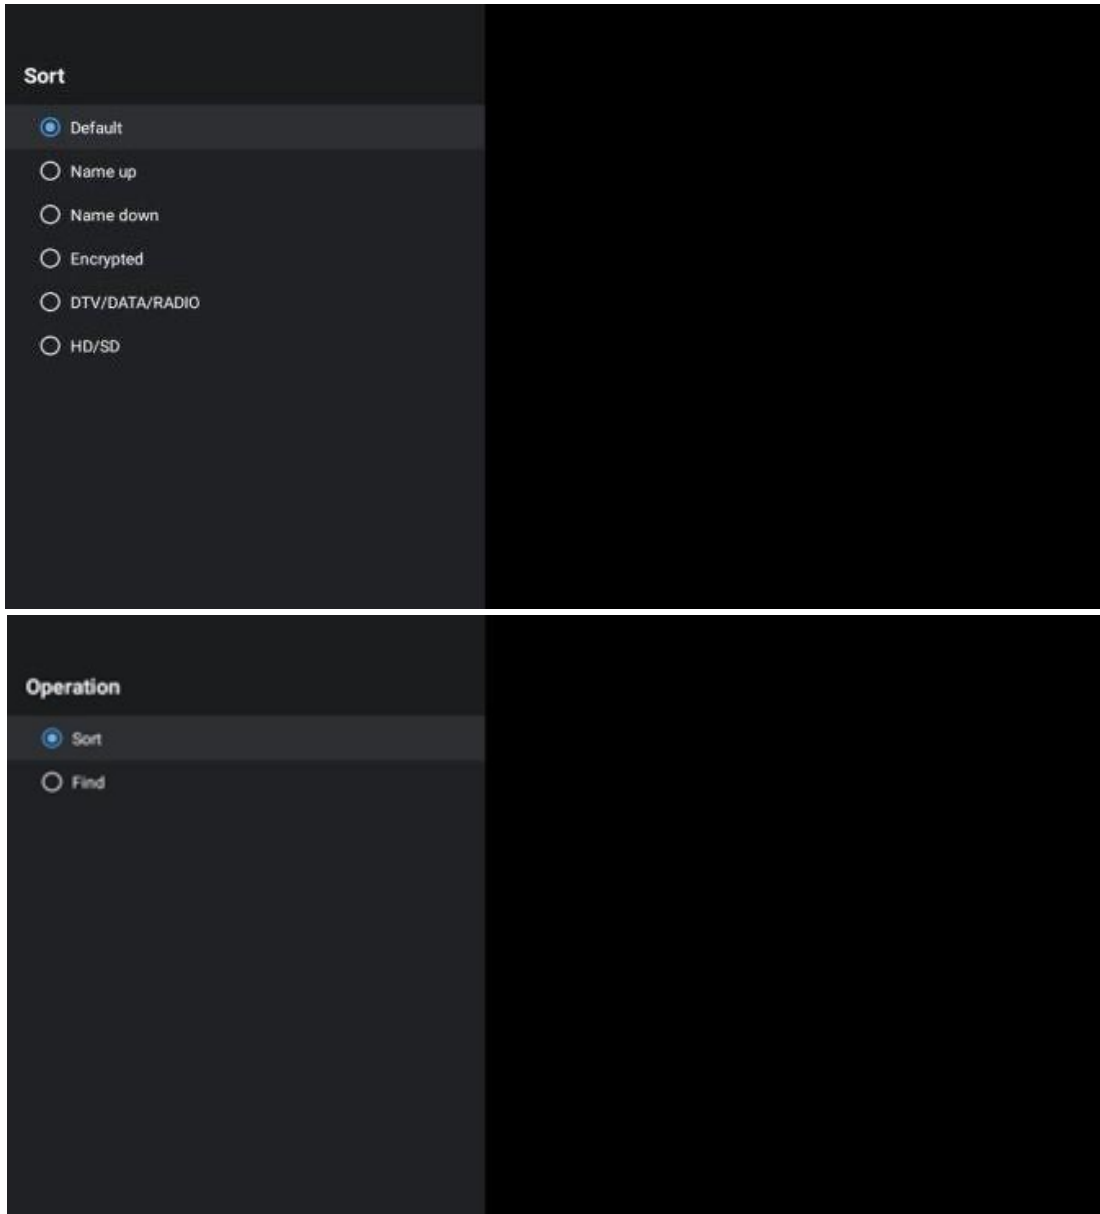 Sort
Default
Name up
Name down
Encrypted
DTV/DATA/RADIO
HD/SD
Operation
Sort
Find